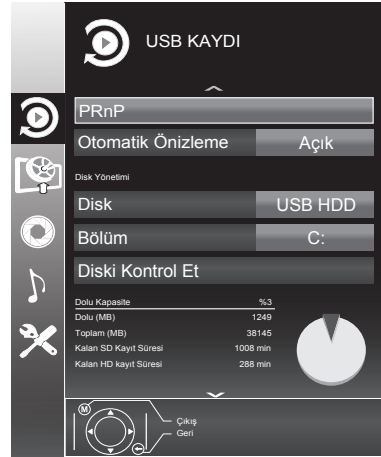 USB KAYDI
PRnP
Otomatik Önizleme Açık
Disk Yönetimi
Disk USB HDD
Bölüm C:
Diski Kontrol Et
Dolu Kapasite %3
Dolu (MB) 1249
Toplam (MB) 38145
Kalan SD Kayıt Süresi 1008 min
Kalan HD kayıt Süresi 288 min
M
Çıkış
Geri